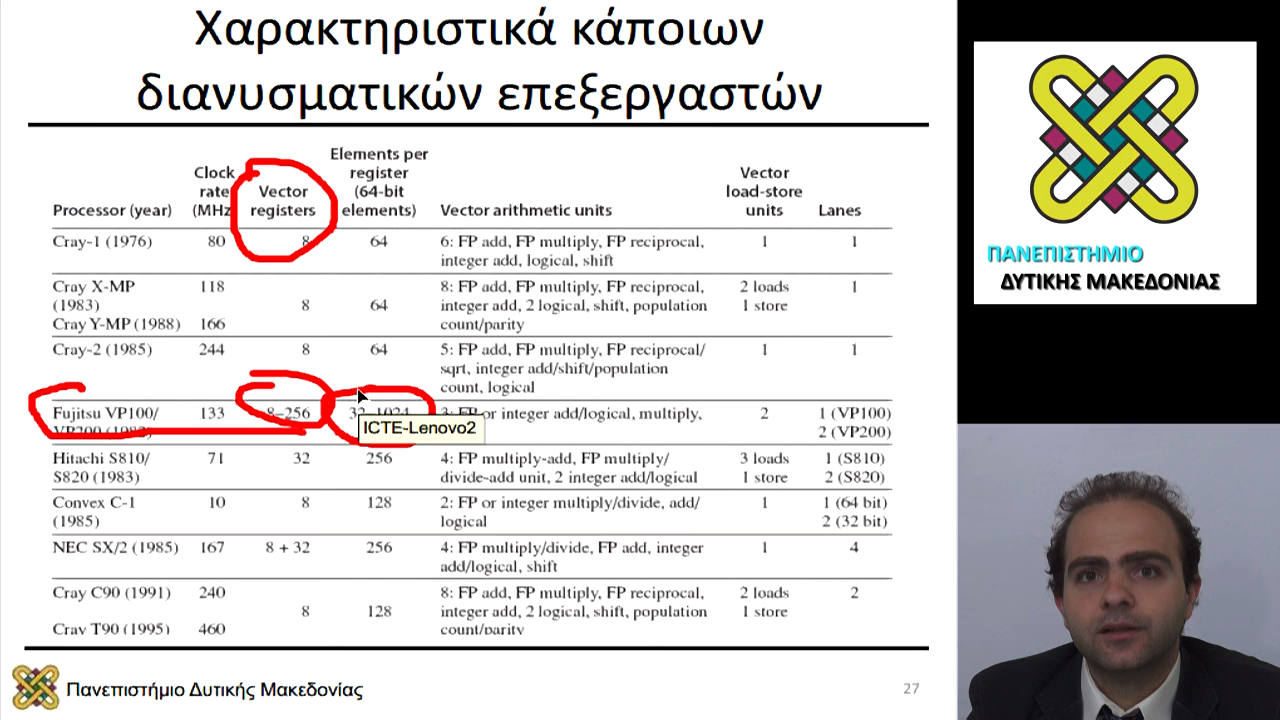 Χαρακτηριστικά κάποιων
διανυσματικών επεξεργαστών
Processor (year)
Clock
rate
(MHz
Vector
registers
Elements per
register
(64-bit
elements)
Vector arithmetic units
Vector
load-store
units
Lanes
Cray-1 (1976) 80 8 64 6: FP add, FP multiply, FP reciprocal, 1 1
integer add, logical, shift
Cray X-MP 118 8: FP add, FP multiply, FP reciprocal, 2 loads 1
(1983) 8 64 integer add, 2 logical, shift, population 1 store
Cray Y-MP (1988) 166 count/parity
Cray-2 (1985) 244 8 64 5: FP add, FP multiply, FP reciprocal/ 1 1
sqrt, integer add/shift/population
count, logical
Fujitsu VP100/ 133 8–256 32–1024 3: FP or integer add/logical, multiply, 2 1 (VP100)
VP200 (1982) 2 (VP200)
ICTE-Lenovo2
Hitachi S810/ 71 32 256 4: FP multiply-add, FP multiply/ 3 loads 1 (S810)
S820 (1983) divide-add unit, 2 integer add/logical 1 store 2 (S820)
Convex C-1 10 8 128 2: FP or integer multiply/divide, add/ 1 1 (64 bit)
(1985) logical 2 (32 bit)
NEC SX/2 (1985) 167 8 + 32 256 4: FP multiply/divide, FP add, integer 1 4
add/logical, shift
Cray C90 (1991) 240 8: FP add, FP multiply, FP reciprocal, 2 loads 2
8 128 integer add, 2 logical, shift, population 1 store
Cray T90 (1995) 460 count/parity
Πανεπιστήμιο Δυτικής Μακεδονίας
27
ΠΑΝΕΠΙΣΤΗΜΙΟ
ΔΥΤΙΚΗΣ ΜΑΚΕΔΟΝΙΑΣ